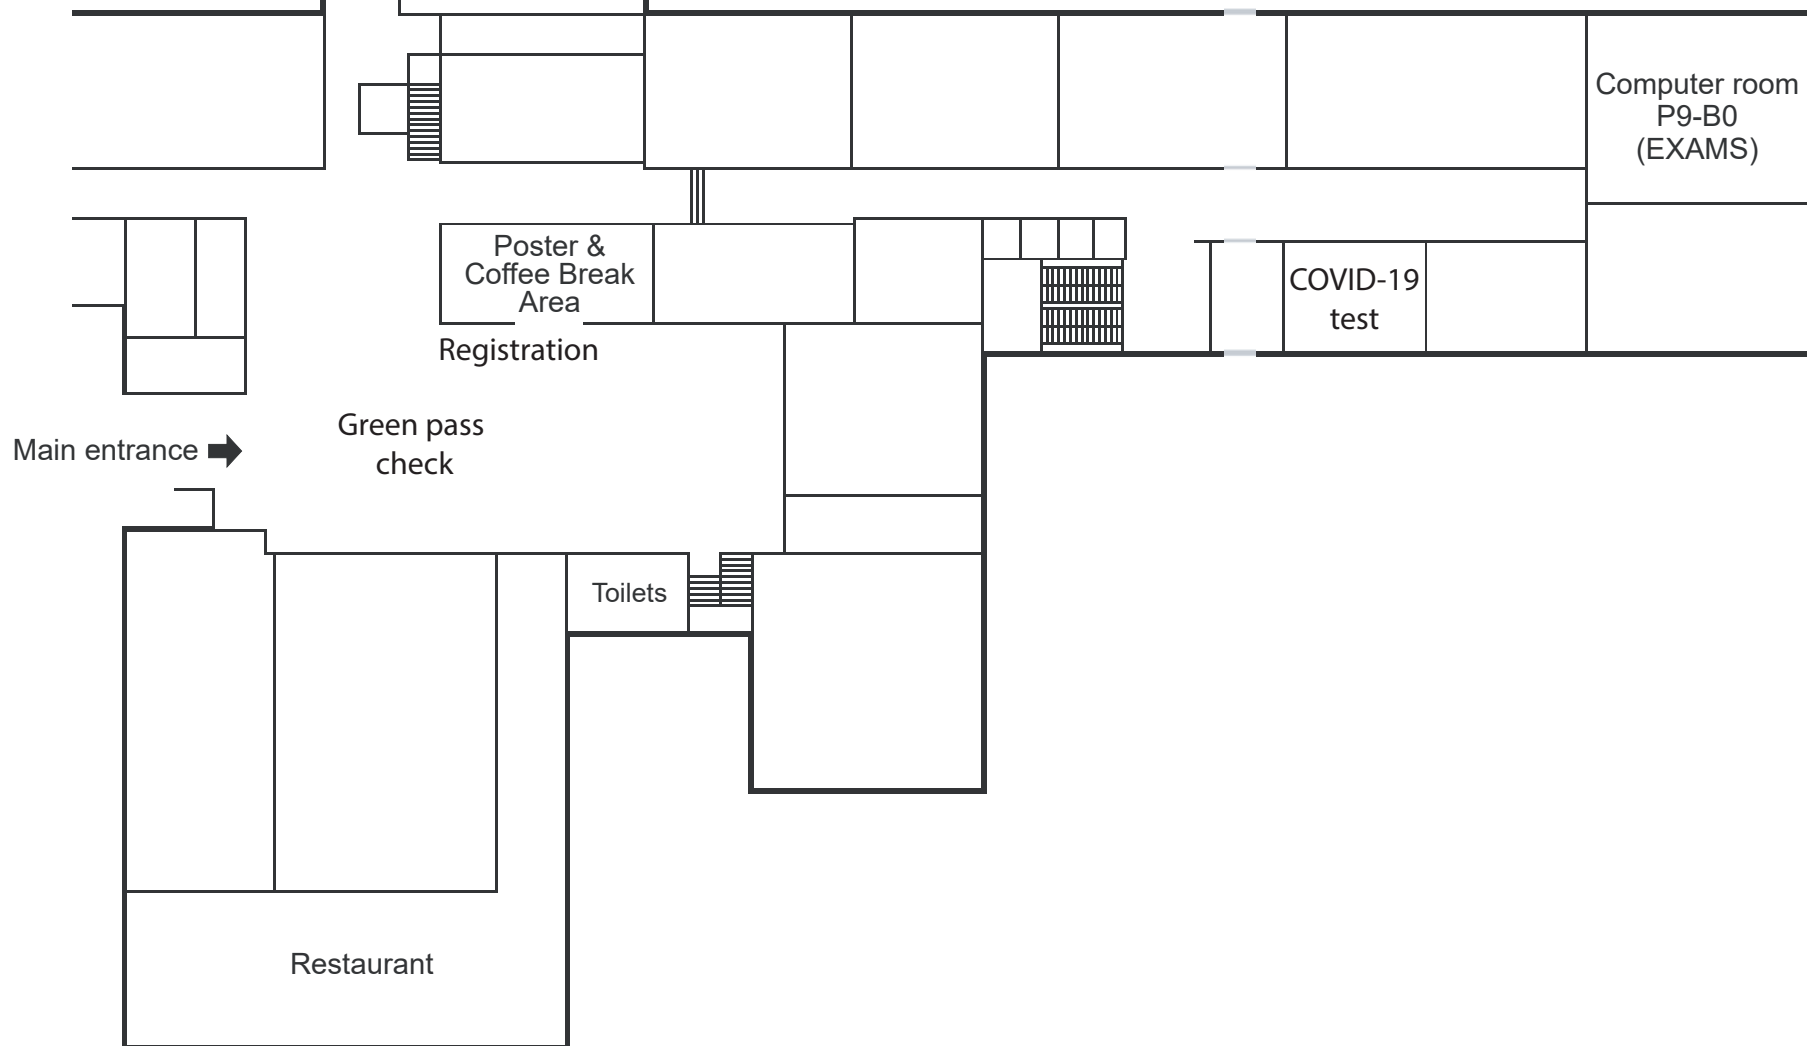 Computer room
P9-B0
(EXAMS)
Poster &
Coffee Break
Area
COVID-19
test
Registration
Green pass
check
Main entrance
Toilets
Restaurant